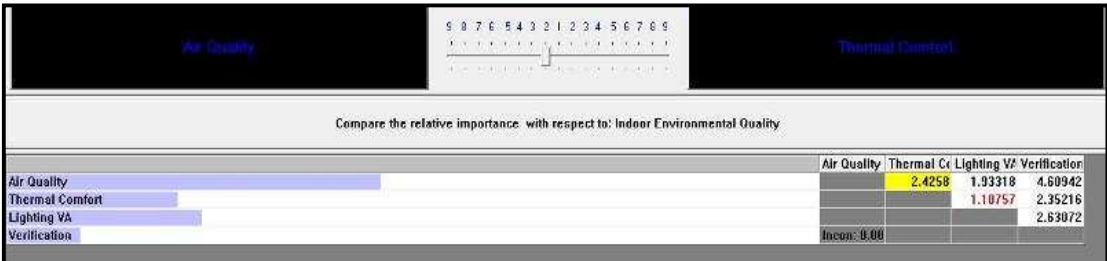 Air Quality
9 8 7 6 5 4 3 2 1 2 3 4 5 6 7 8 9
Thermal Comfort
Compare the relative importance with respect to: Indoor Environmental Quality
Air Quality Thermal Co Lighting VA Verification
Air Quality 2.4258 1.93318 4.60942
Thermal Comfort 1.10757 2.35216
Lighting VA 2.63072
Verification Incon: 0.00